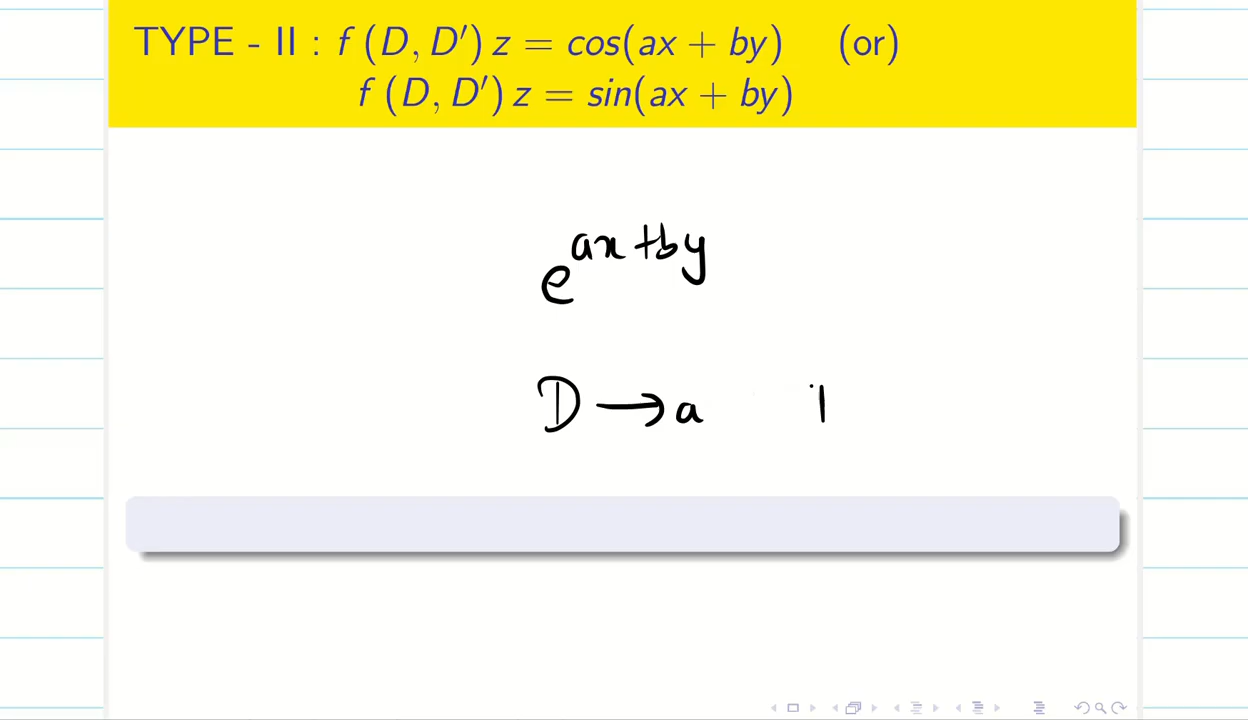 TYPE - II : f (D, D′) z = cos(ax + by) (or)
f (D, D′) z = sin(ax + by)
e^{ax+by}
D → a